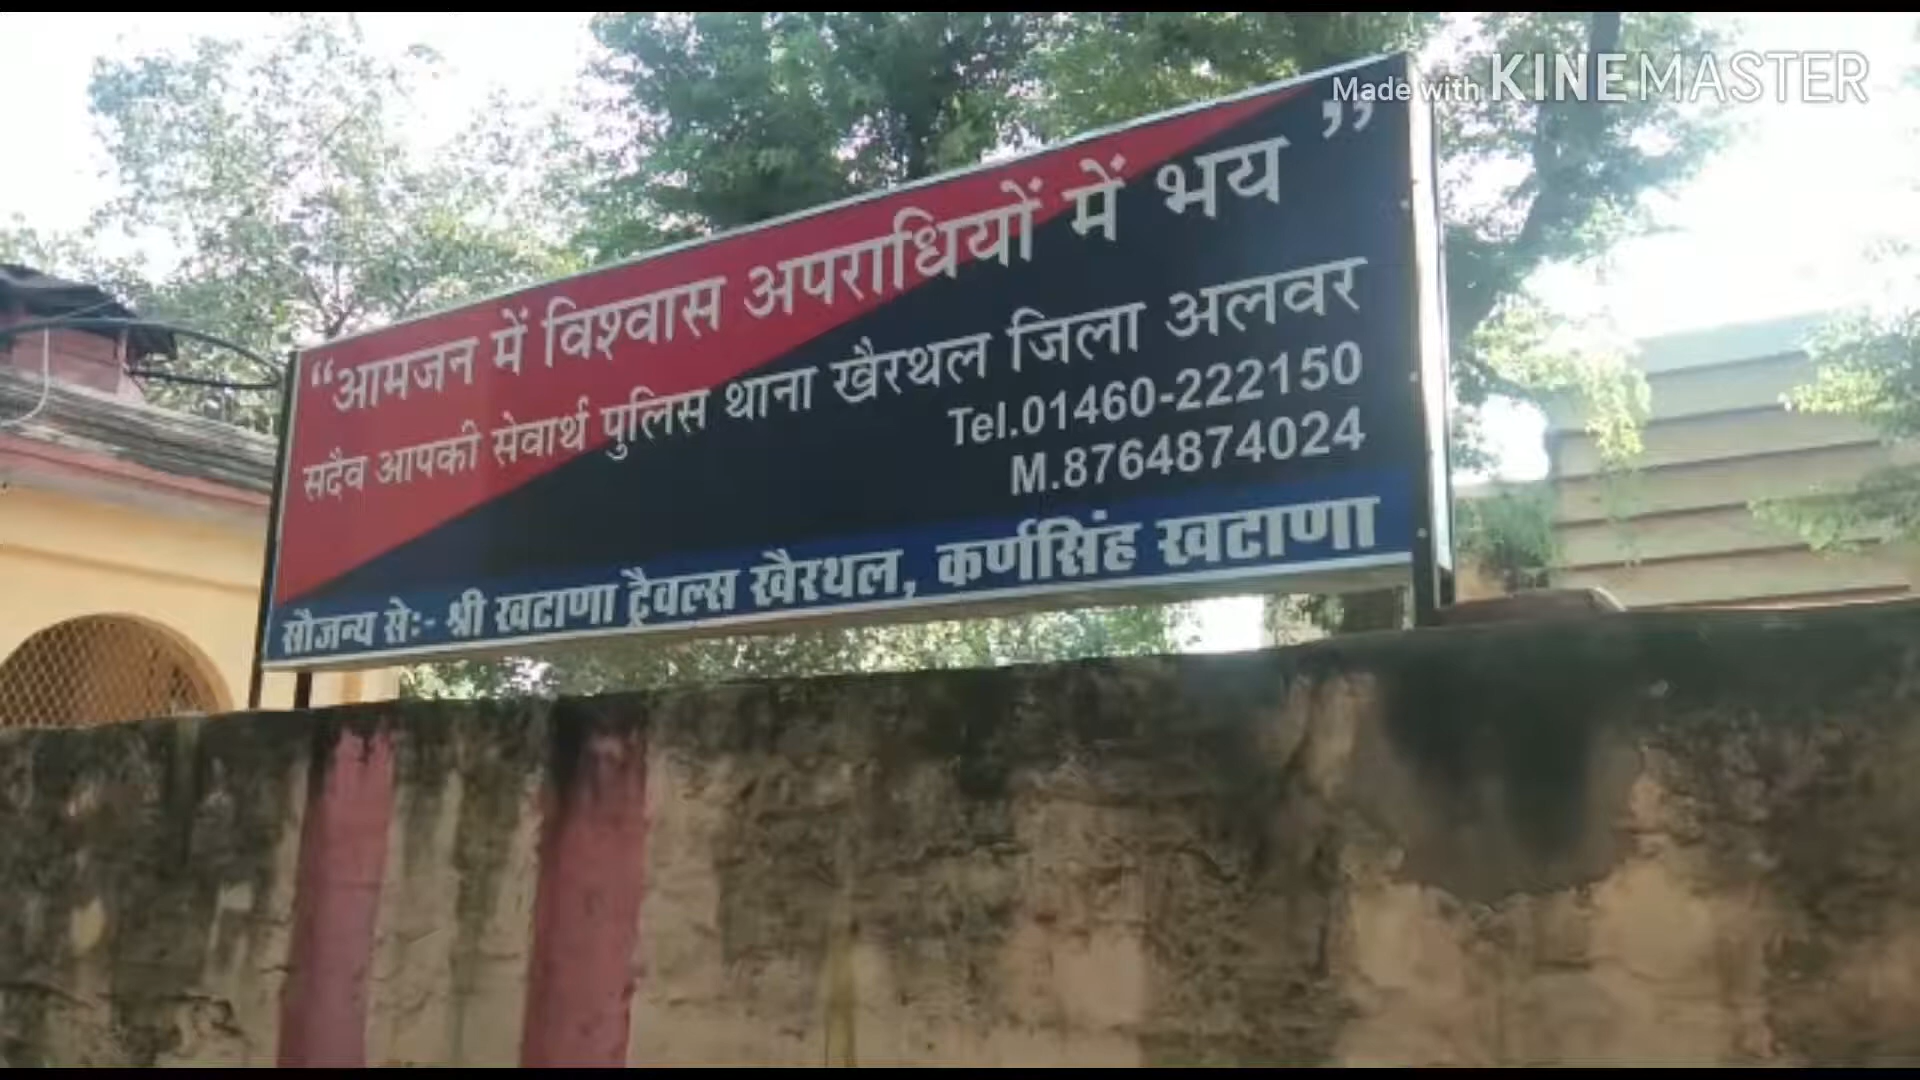 Made with KINEMASTER
“आमजन में विश्वास अपराधियों में भय ”
सदैव आपकी सेवार्थ पुलिस थाना खैरथल जिला अलवर
Tel.01460-222150
M.8764874024
सौजन्य से:- श्री खटाणा ट्रैवल्स खैरथल, कर्णसिंह खटाणा